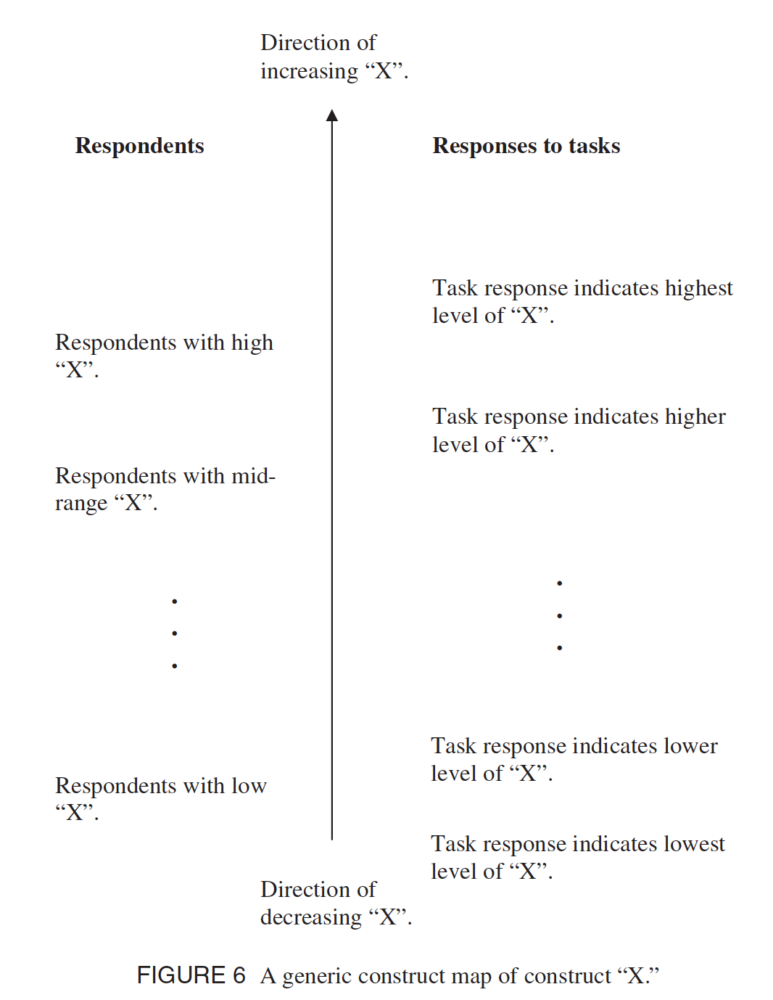 Direction of
increasing “X”.
Respondents
Responses to tasks
Task response indicates highest
level of “X”.
Respondents with high
“X”.
Task response indicates higher
level of “X”.
Respondents with mid-
range “X”.
Task response indicates lower
level of “X”.
Respondents with low
“X”.
Task response indicates lowest
level of “X”.
Direction of
decreasing “X”.
FIGURE 6 A generic construct map of construct “X.”